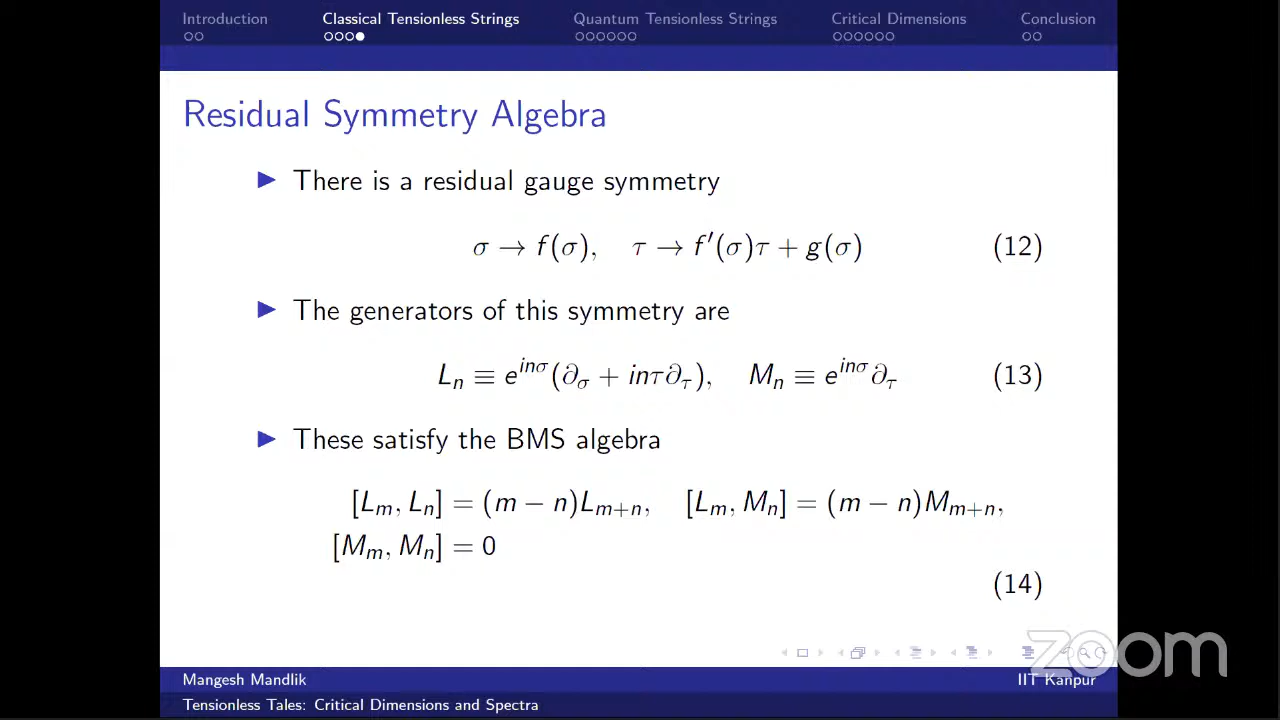 Introduction Classical Tensionless Strings Quantum Tensionless Strings Critical Dimensions Conclusion
Residual Symmetry Algebra
There is a residual gauge symmetry
σ → f(σ), τ → f′(σ)τ + g(σ) (12)
The generators of this symmetry are
Lₙ ≡ e^{inσ}(∂_σ + inτ∂_τ), Mₙ ≡ e^{inσ}∂_τ (13)
These satisfy the BMS algebra
[L_m, L_n] = (m − n)L_{m+n}, [L_m, M_n] = (m − n)M_{m+n},
[M_m, M_n] = 0
(14)
zoom
Mangesh Mandlik IIT Kanpur
Tensionless Tales: Critical Dimensions and Spectra